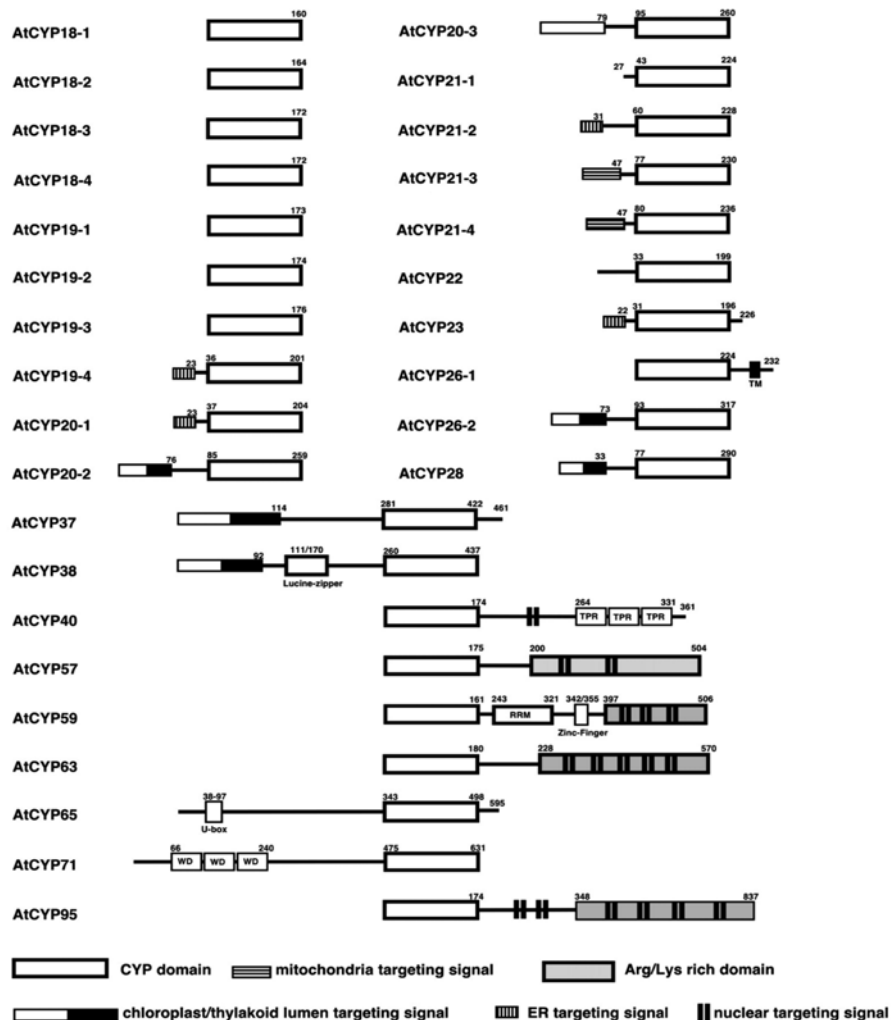 160 79 95 260
AtCYP18-1 AtCYP20-3
164 27 43 224
AtCYP18-2 AtCYP21-1
172 31 60 228
AtCYP18-3 AtCYP21-2
172 47 77 230
AtCYP18-4 AtCYP21-3
173 47 80 236
AtCYP19-1 AtCYP21-4
174 33 199
AtCYP19-2 AtCYP22
176 22 31 196 226
AtCYP19-3 AtCYP23
23 36 201 224 232
AtCYP19-4 AtCYP26-1
TM
23 37 204 73 93 317
AtCYP20-1 AtCYP26-2
76 85 259 33 77 290
AtCYP20-2 AtCYP28
114 281 422 461
AtCYP37
92 111/170 260 437
AtCYP38
Lucine-zipper
174 264 331 361
AtCYP40 TPR TPR TPR
175 200 504
AtCYP57
161 243 321 342/355 397 506
AtCYP59 RRM
Zinc-Finger
180 228 570
AtCYP63
38-97 343 498 595
AtCYP65
U-box
66 240 475 631
AtCYP71 WD WD WD
174 348 837
AtCYP95
CYP domain mitochondria targeting signal Arg/Lys rich domain
chloroplast/thylakoid lumen targeting signal ER targeting signal nuclear targeting signal